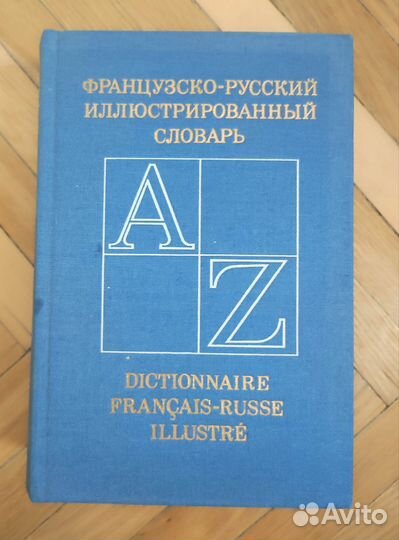 ФРАНЦУЗСКО-РУССКИЙ
ИЛЛЮСТРИРОВАННЫЙ
СЛОВАРЬ
A
Z
DICTIONNAIRE
FRANÇAIS-RUSSE
ILLUSTRÉ
Avito